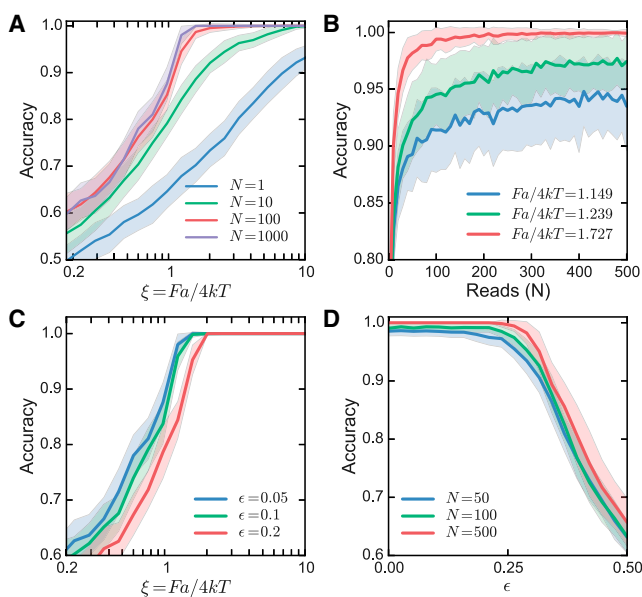 A
1.0
0.9
0.8
0.7
0.6
0.5
Accuracy
N=1
N=10
N=100
N=1000
0.2
1
10
ξ=Fa/4kT
B
1.00
0.95
0.90
0.85
0.80
Accuracy
Fa/4kT=1.149
Fa/4kT=1.239
Fa/4kT=1.727
0
100
200
300
400
500
Reads (N)
C
1.0
0.9
0.8
0.7
0.6
Accuracy
ϵ=0.05
ϵ=0.1
ϵ=0.2
0.2
1
10
ξ=Fa/4kT
D
1.0
0.9
0.8
0.7
0.6
Accuracy
N=50
N=100
N=500
0.00
0.25
0.50
ϵ